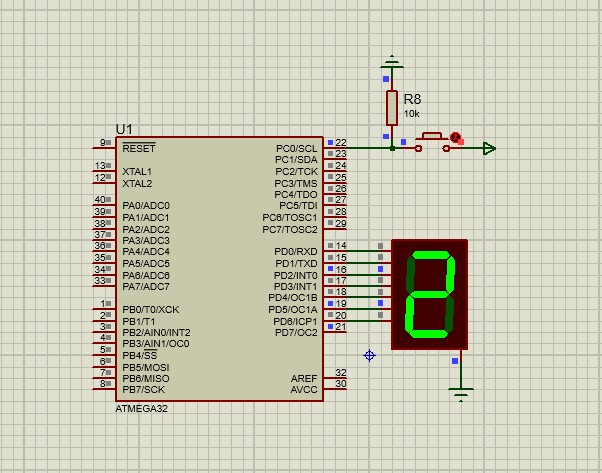 U1
R8
10k
9 RESET
13 XTAL1
12 XTAL2
40 PA0/ADC0
39 PA1/ADC1
38 PA2/ADC2
37 PA3/ADC3
36 PA4/ADC4
35 PA5/ADC5
34 PA6/ADC6
33 PA7/ADC7
1 PB0/T0/XCK
2 PB1/T1
3 PB2/AIN0/INT2
4 PB3/AIN1/OC0
5 PB4/SS
6 PB5/MOSI
7 PB6/MISO
8 PB7/SCK
PC0/SCL 22
PC1/SDA 23
PC2/TCK 24
PC3/TMS 25
PC4/TDO 26
PC5/TDI 27
PC6/TOSC1 28
PC7/TOSC2 29
PD0/RXD 14
PD1/TXD 15
PD2/INT0 16
PD3/INT1 17
PD4/OC1B 18
PD5/OC1A 19
PD6/ICP1 20
PD7/OC2 21
AREF 32
AVCC 30
2
ATMEGA32